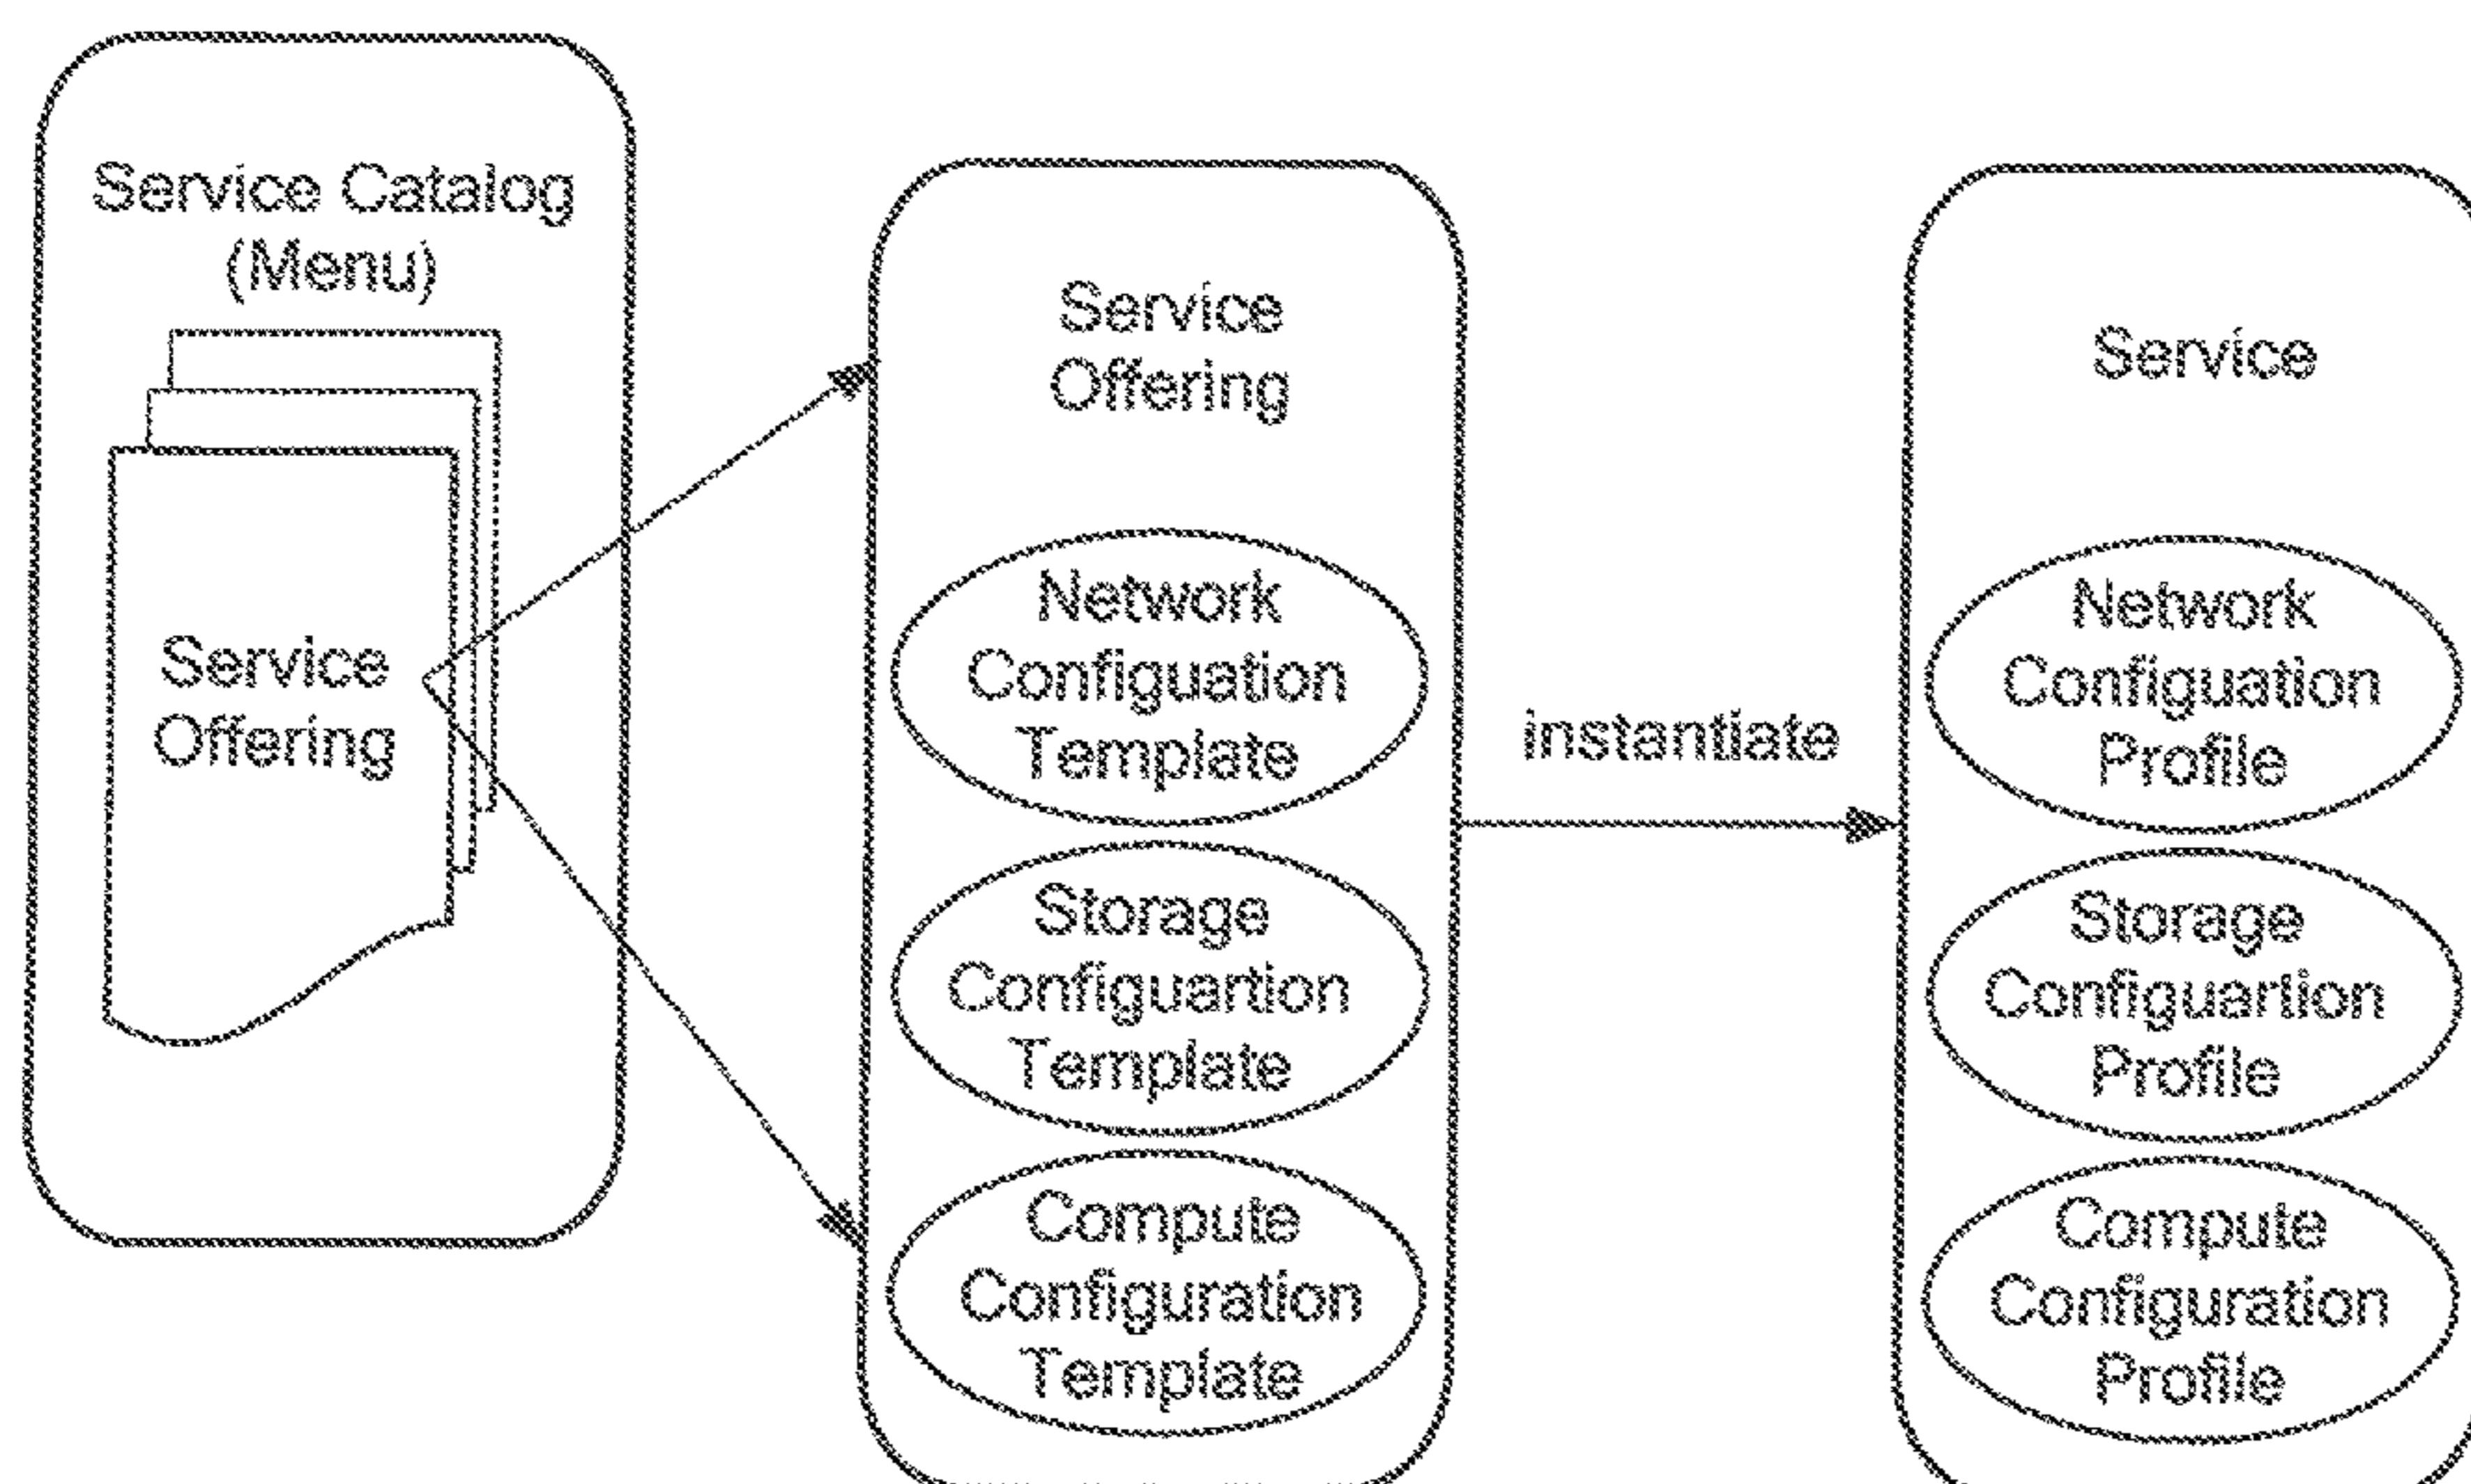 Service Catalog
(Menu)
Service
Offering
Service
Offering
Network
Configuation
Template
Storage
Configuartion
Template
Compute
Configuration
Template
instantiate
Service
Network
Configuation
Profile
Storage
Configuartion
Profile
Compute
Configuration
Profile